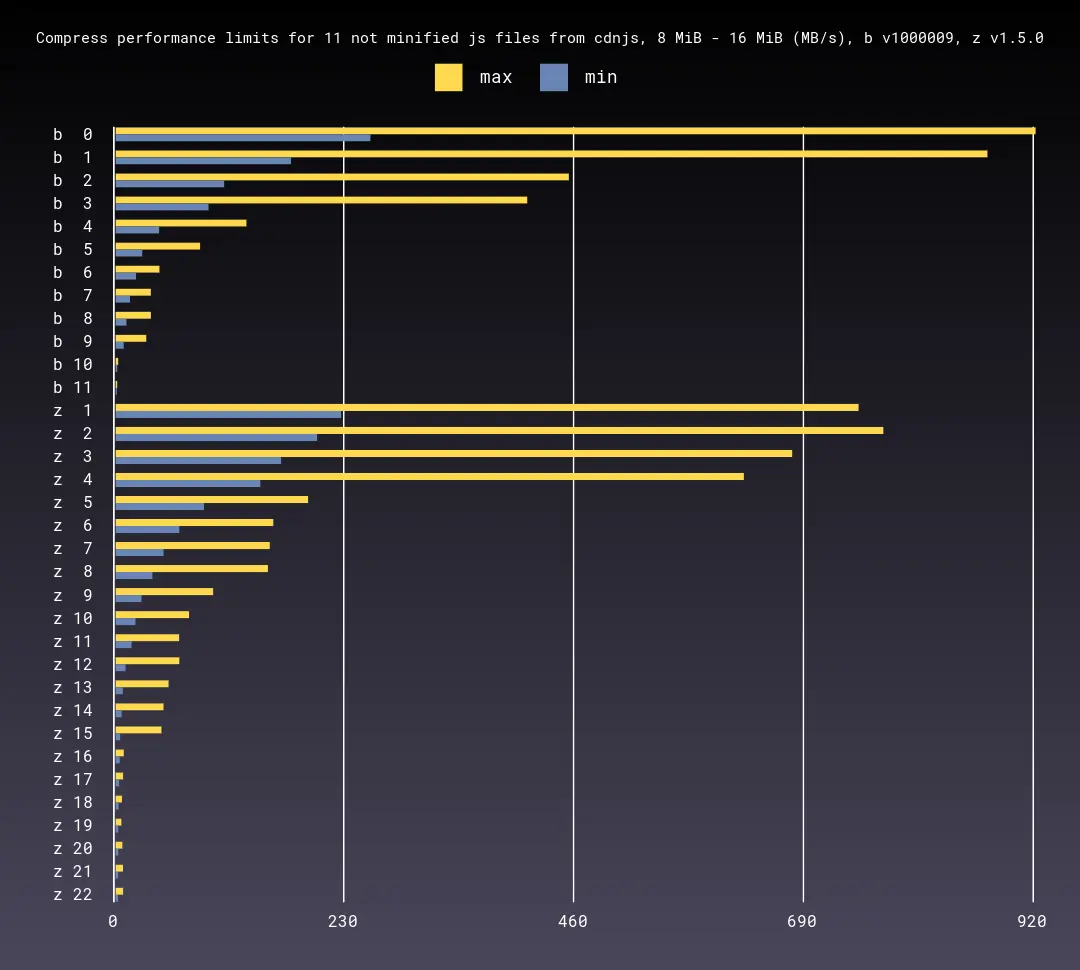 Compress performance limits for 11 not minified js files from cdnjs, 8 MiB - 16 MiB (MB/s), b v1000009, z v1.5.0
max min
b 0
b 1
b 2
b 3
b 4
b 5
b 6
b 7
b 8
b 9
b 10
b 11
z 1
z 2
z 3
z 4
z 5
z 6
z 7
z 8
z 9
z 10
z 11
z 12
z 13
z 14
z 15
z 16
z 17
z 18
z 19
z 20
z 21
z 22
0 230 460 690 920